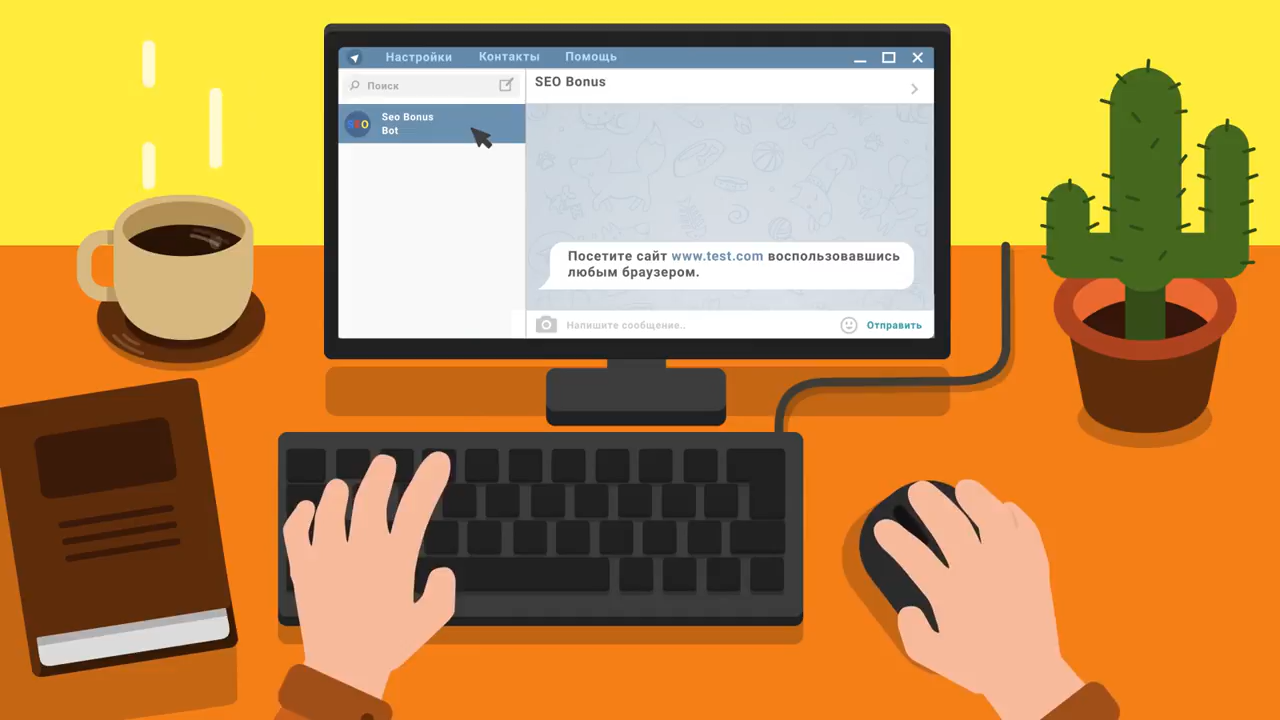 Настройки Контакты Помощь
Поиск
SEO Bonus
SEO
Seo Bonus
Bot
Посетите сайт www.test.com воспользовавшись
любым браузером.
Напишите сообщение..
Отправить